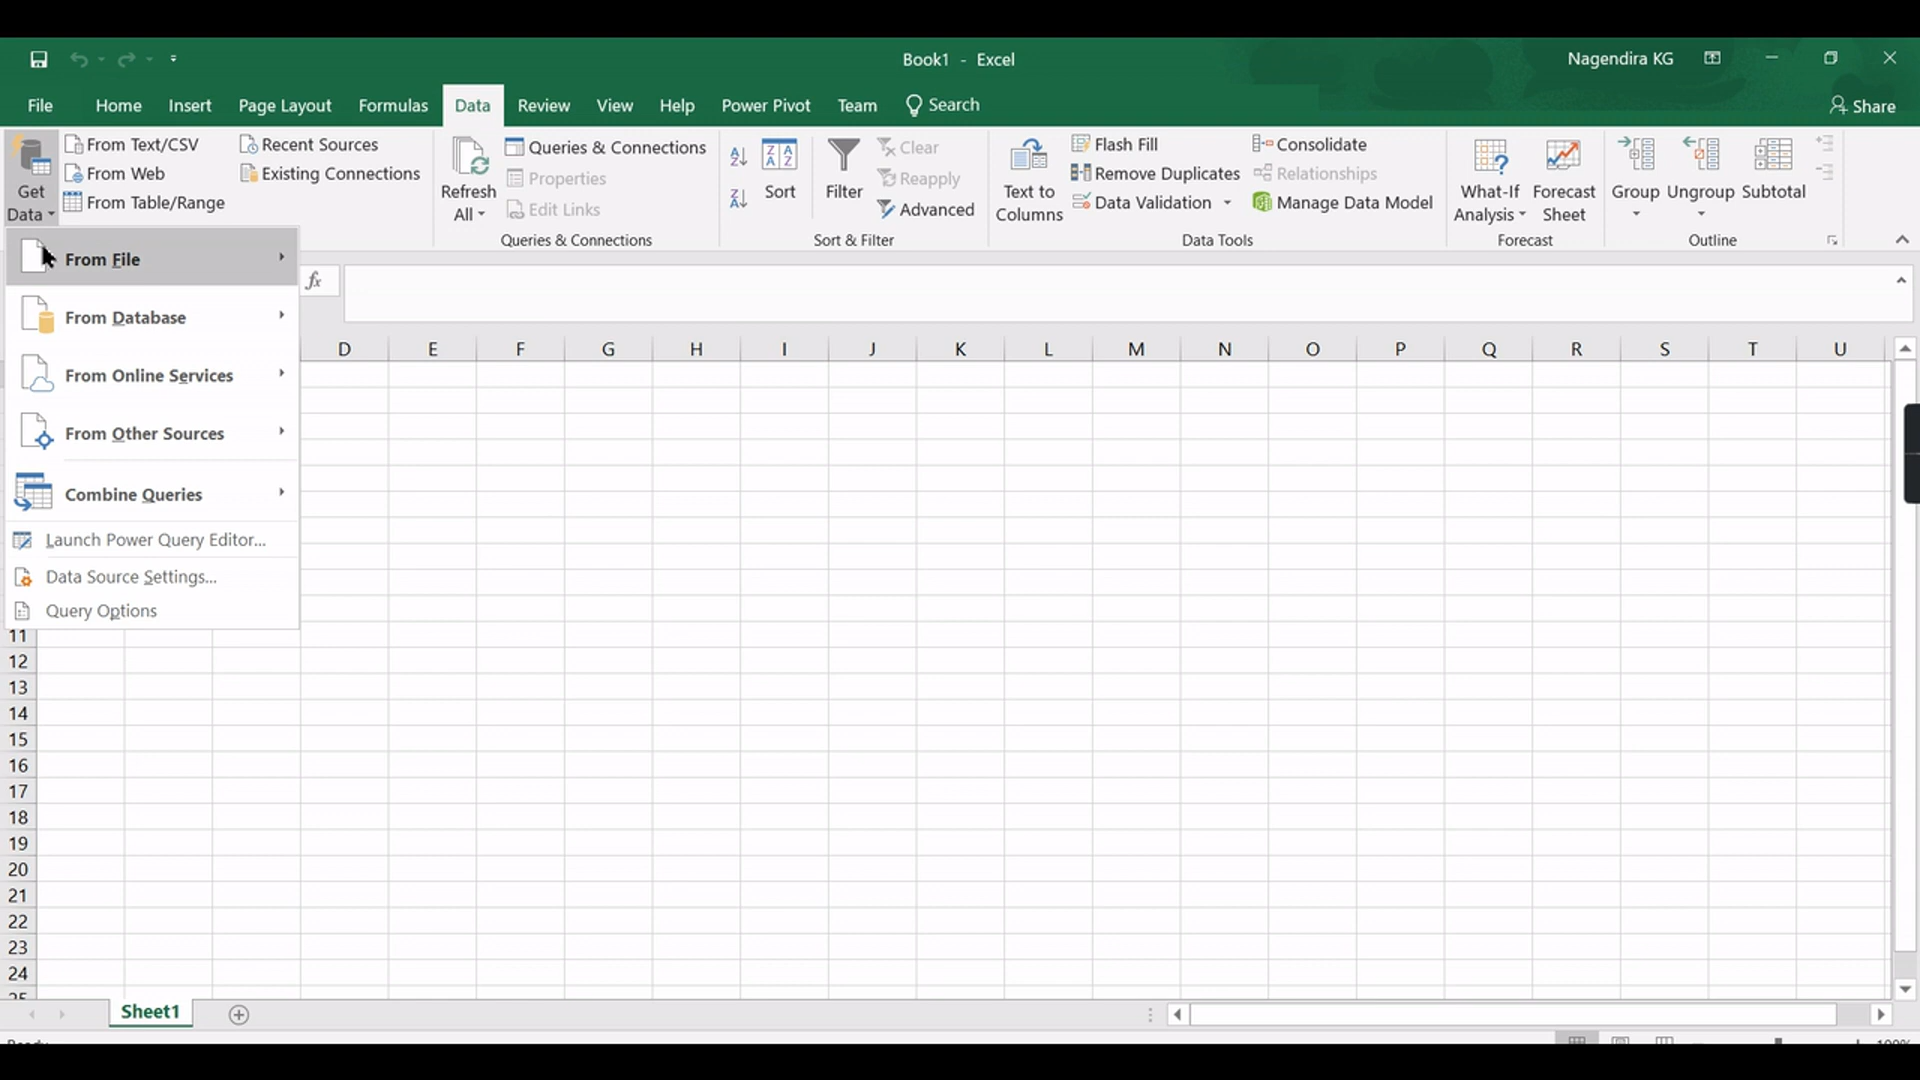 Book1 - Excel
Nagendira KG
File Home Insert Page Layout Formulas Data Review View Help Power Pivot Team Search Share
Get Data
From Text/CSV
From Web
From Table/Range
Recent Sources
Existing Connections
Refresh All
Queries & Connections
Properties
Edit Links
Queries & Connections
Sort
Filter
Clear
Reapply
Advanced
Sort & Filter
Text to Columns
Flash Fill
Remove Duplicates
Data Validation
Consolidate
Relationships
Manage Data Model
Data Tools
What-If Analysis
Forecast Sheet
Forecast
Group
Ungroup
Subtotal
Outline
From File
From Database
From Online Services
From Other Sources
Combine Queries
Launch Power Query Editor...
Data Source Settings...
Query Options
fx
D E F G H I J K L M N O P Q R S T U
11
12
13
14
15
16
17
18
19
20
21
22
23
24
25
Sheet1
Ready
100%